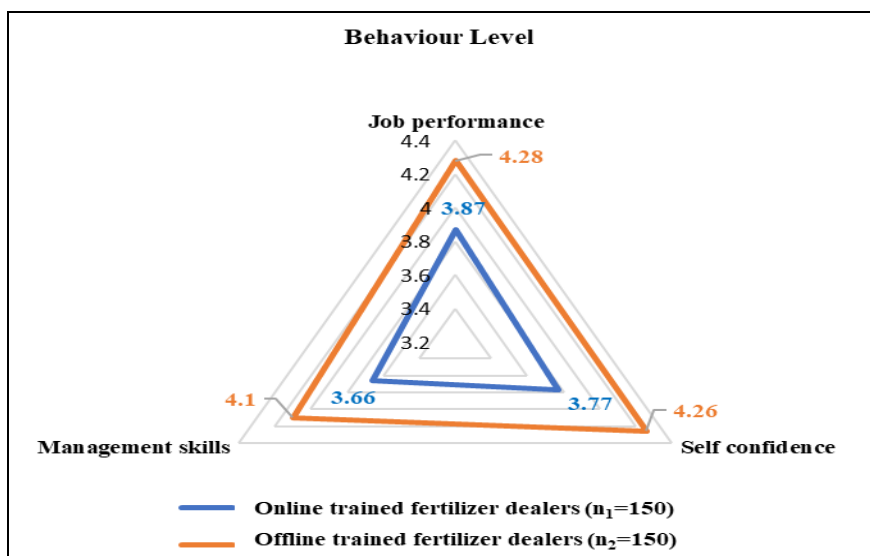 Behaviour Level
Job performance
4.4
4.28
4.2
4
3.87
3.8
3.6
3.4
3.2
4.1
3.66
3.77
4.26
Management skills
Self confidence
Online trained fertilizer dealers (n₁=150)
Offline trained fertilizer dealers (n₂=150)